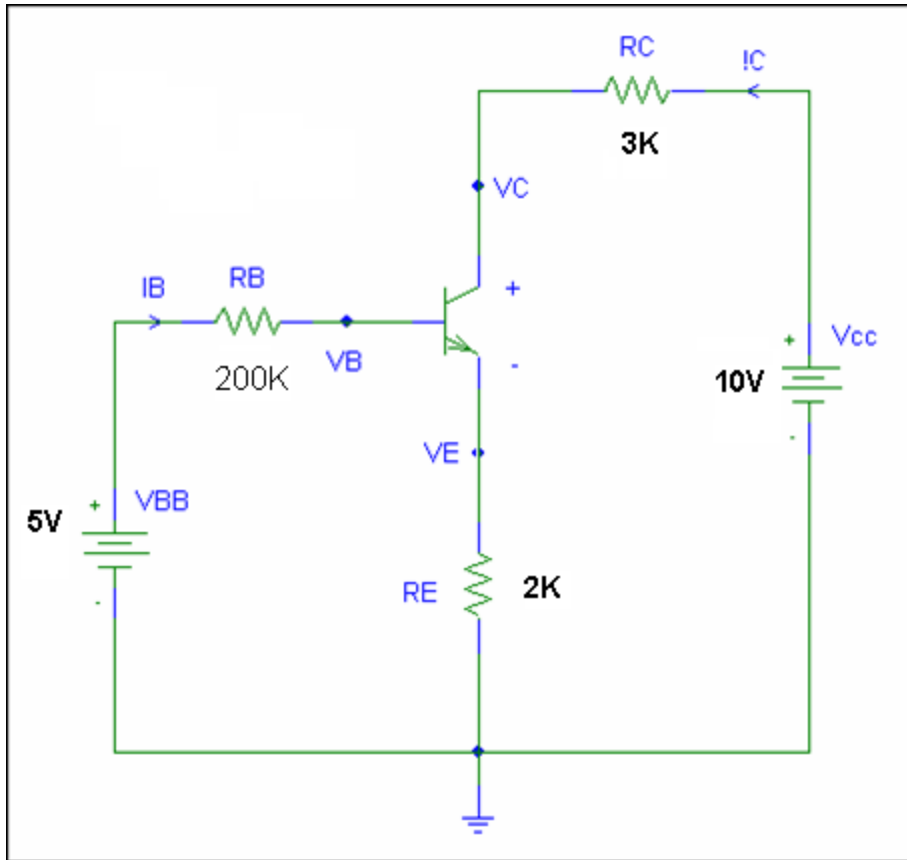 RC
!C
3K
VC
IB
RB
+
+
Vcc
VB
-
200K
10V
-
VE
+
VBB
5V
RE
2K
-